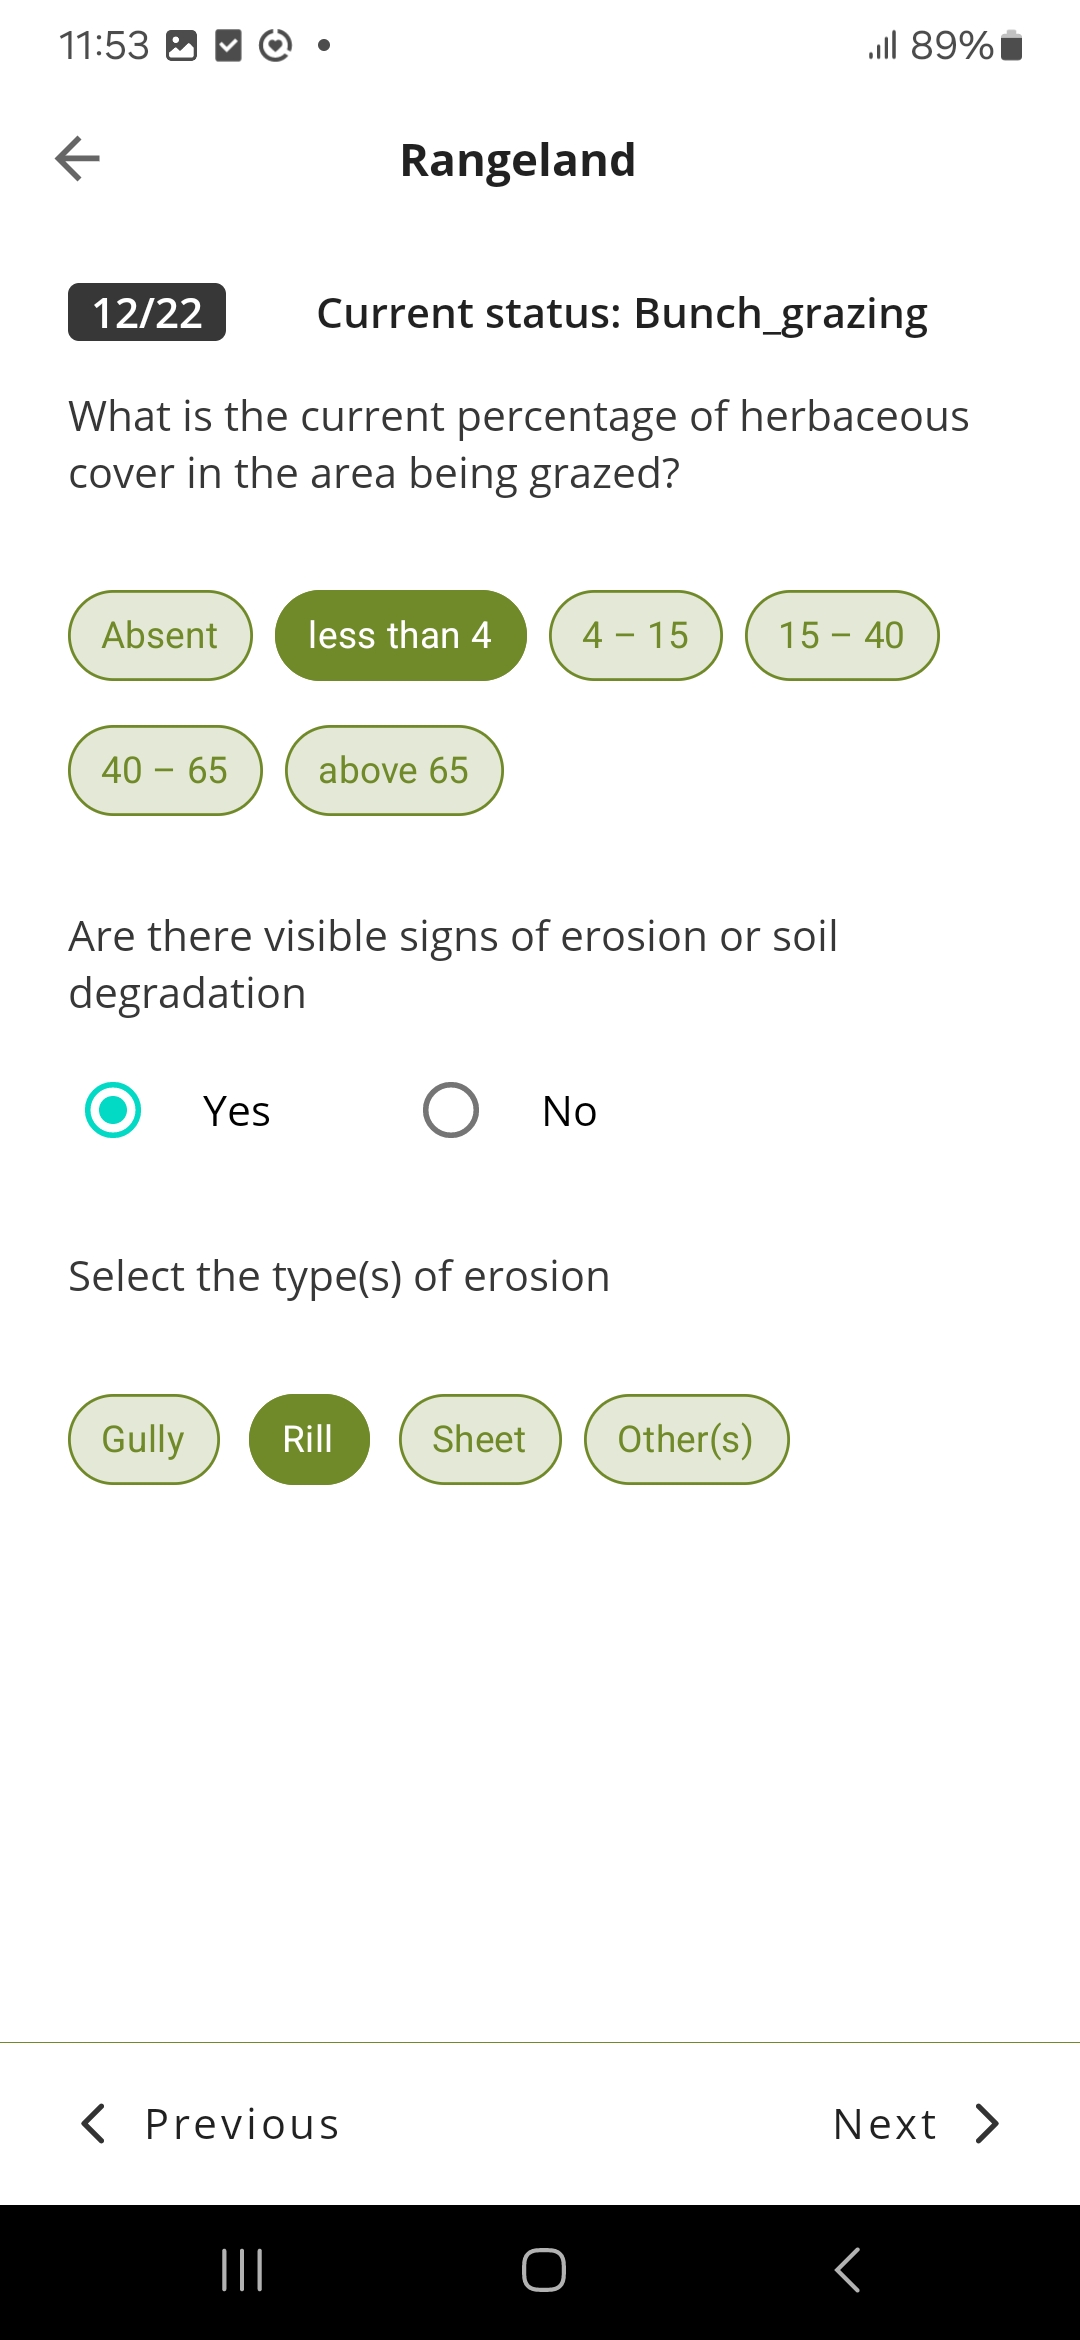 11:53 89%
Rangeland
12/22 Current status: Bunch_grazing
What is the current percentage of herbaceous
cover in the area being grazed?
Absent less than 4 4 – 15 15 – 40
40 – 65 above 65
Are there visible signs of erosion or soil
degradation
Yes No
Select the type(s) of erosion
Gully Rill Sheet Other(s)
Previous Next